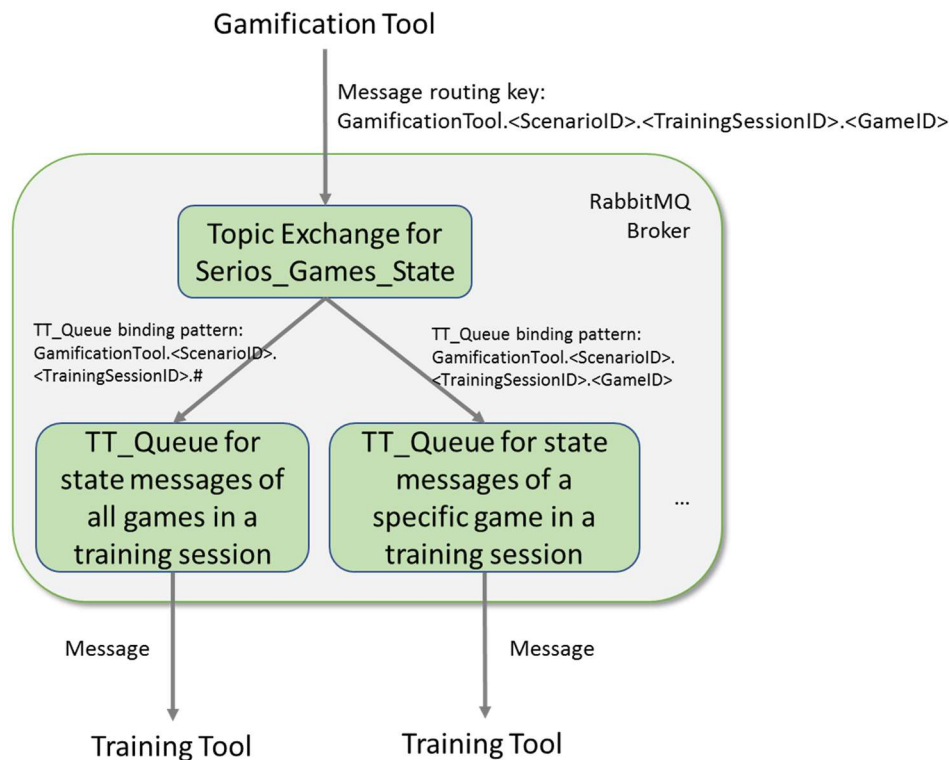 Gamification Tool
Message routing key:
GamificationTool.<ScenarioID>.<TrainingSessionID>.<GameID>
RabbitMQ
Broker
Topic Exchange for
Serios_Games_State
TT_Queue binding pattern:
GamificationTool.<ScenarioID>.
<TrainingSessionID>.#
TT_Queue binding pattern:
GamificationTool.<ScenarioID>.
<TrainingSessionID>.<GameID>
TT_Queue for
state messages of
all games in a
training session
TT_Queue for state
messages of a
specific game in a
training session
...
Message
Message
Training Tool
Training Tool